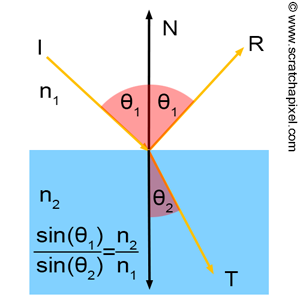 I
N
R
n1
θ1 θ1
n2
θ2
sin(θ1)/sin(θ2)=n2/n1
T
© www.scratchapixel.com